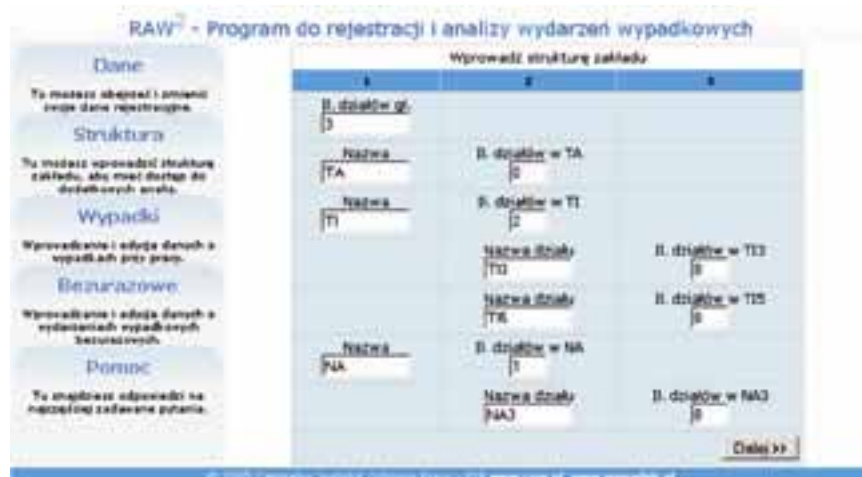 RAW - Program do rejestracji i analizy wydarzeń wypadkowych
Dane
Tu możesz obejrzeć i zmienić
swoje dane rejestracyjne.
Struktura
Tu możesz wprowadzić strukturę
zakładu, aby mieć dostęp do
dodatkowych analiz.
Wypadki
Wprowadzanie i edycja danych o
wypadkach przy pracy.
Bezurazowe
Wprowadzanie i edycja danych o
wydarzeniach wypadkowych
bezurazowych.
Pomoc
Tu znajdziesz odpowiedzi na
najczęściej zadawane pytania.
Wprowadź strukturę zakładu
1 2 3
Il. działów gł.
3
Nazwa Il. działów w TA
TA 0
Nazwa Il. działów w TI
TI 2
Nazwa działu Il. działów w TI3
TI3 0
Nazwa działu Il. działów w TI5
0
Nazwa Il. działów w NA
NA 1
Nazwa działu Il. działów w NA3
NA3 0
Dalej >>